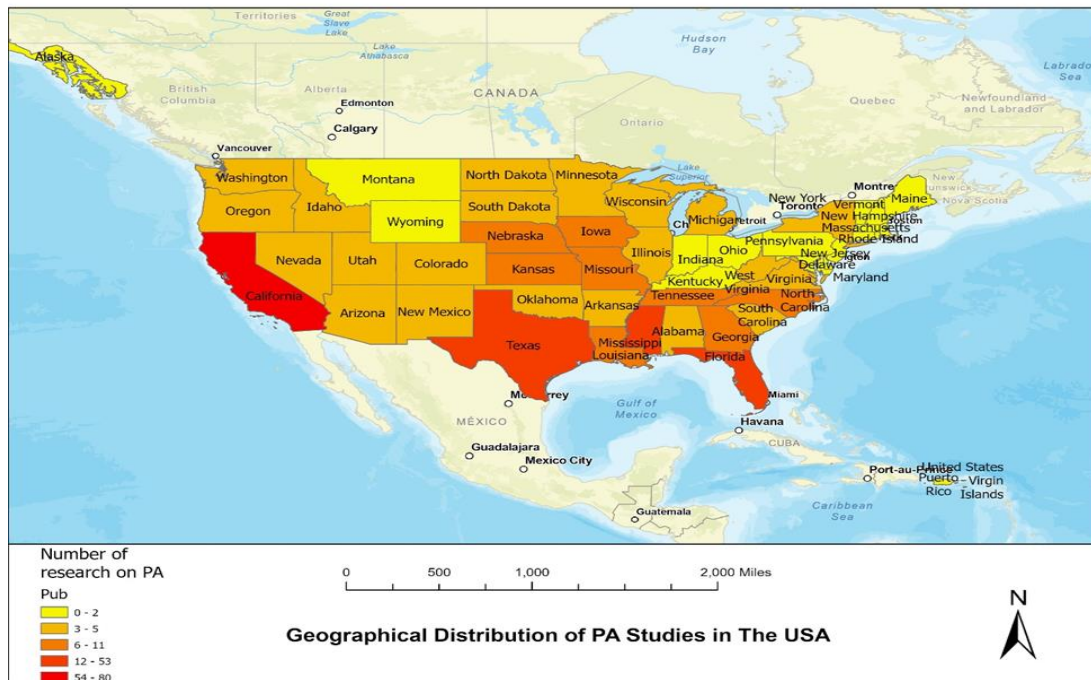 Territories
Great
Slave
Lake
Hudson
Bay
Labrador
Sea
Alaska
Lake
Athabasca
BRITISH
COLUMBIA
ALBERTA
CANADA
Edmonton
Calgary
Vancouver
ONTARIO
QUEBEC
Newfoundland
and Labrador
Lake
Superior
NEW
NOVA SCOTIA
Washington
Montana
North Dakota
Minnesota
Oregon
Idaho
Wyoming
South Dakota
Wisconsin
Michigan
New York
Toronto
Montre
Vermont
Maine
New Hampshire
Massachusetts
Rhode Island
Nebraska
Iowa
Illinois
Indiana
Ohio
Pennsylvania
New Jersey
Delaware
Maryland
Nevada
Utah
Colorado
Kansas
Missouri
Kentucky
West
Virginia
Virginia
California
Arizona
New Mexico
Oklahoma
Arkansas
Tennessee
North
Carolina
South
Carolina
Texas
Mississippi
Louisiana
Alabama
Georgia
Florida
Miami
Gulf of
Mexico
MÉXICO
Havana
CUBA
Guadalajara
Mexico City
Port-au-Prince
United States
Virgin
Islands
Puerto
Rico
Guatemala
Caribbean
Sea
Number of
research on PA
Pub
0 - 2
3 - 5
6 - 11
12 - 53
54 - 80
0 500 1,000 2,000 Miles
N
Geographical Distribution of PA Studies in The USA